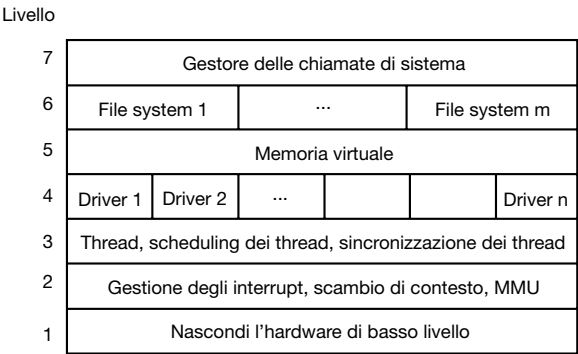 Livello
7 Gestore delle chiamate di sistema
6 File system 1 ... File system m
5 Memoria virtuale
4 Driver 1 Driver 2 ... Driver n
3 Thread, scheduling dei thread, sincronizzazione dei thread
2 Gestione degli interrupt, scambio di contesto, MMU
1 Nascondi l’hardware di basso livello